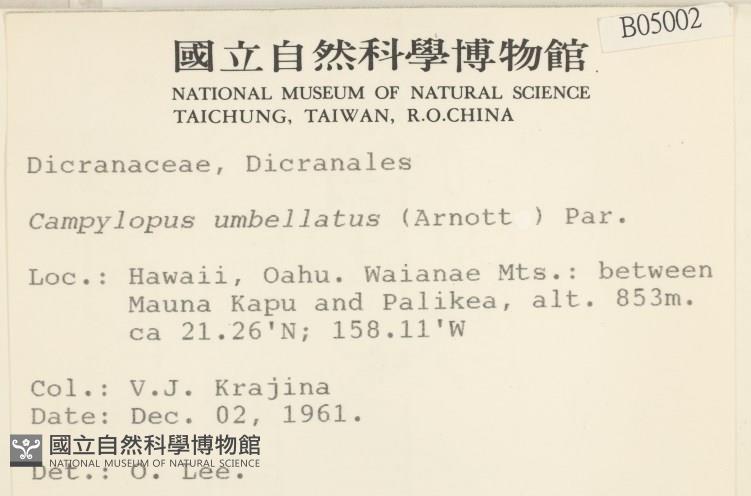 B05002
國立自然科學博物館
NATIONAL MUSEUM OF NATURAL SCIENCE
TAICHUNG, TAIWAN, R.O.CHINA
Dicranaceae, Dicranales
Campylopus umbellatus (Arnott ) Par.
Loc.: Hawaii, Oahu. Waianae Mts.: between
Mauna Kapu and Palikea, alt. 853m.
ca 21.26'N; 158.11'W
Col.: V.J. Krajina
Date: Dec. 02, 1961.
國立自然科學博物館
NATIONAL MUSEUM OF NATURAL SCIENCE
Det.: O. Lee.